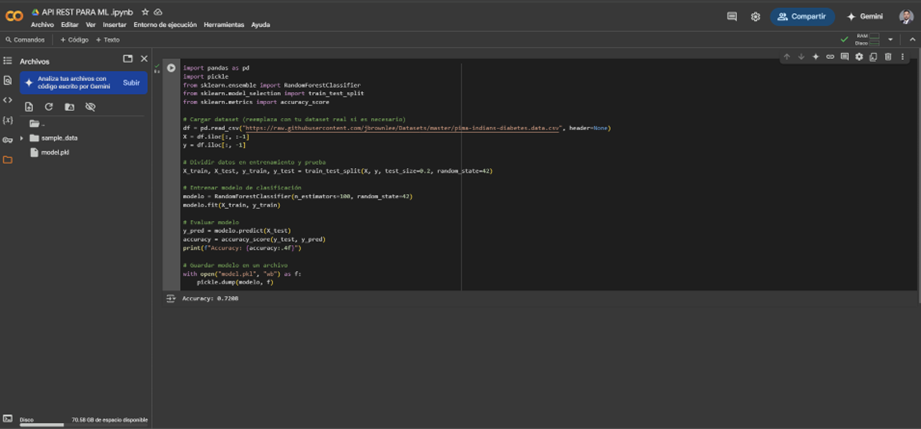 API REST PARA ML .ipynb
Archivo Editar Ver Insertar Entorno de ejecución Herramientas Ayuda
Compartir
Gemini
Comandos + Código + Texto
RAM
Disco
Archivos
Analiza tus archivos con
código escrito por Gemini
Subir
..
sample_data
model.pkl
import pandas as pd
import pickle
from sklearn.ensemble import RandomForestClassifier
from sklearn.model_selection import train_test_split
from sklearn.metrics import accuracy_score
# Cargar dataset (reemplaza con tu dataset real si es necesario)
df = pd.read_csv("https://raw.githubusercontent.com/jbrownlee/Datasets/master/pima-indians-diabetes.data.csv", header=None)
X = df.iloc[:, :-1]
y = df.iloc[:, -1]
# Dividir datos en entrenamiento y prueba
X_train, X_test, y_train, y_test = train_test_split(X, y, test_size=0.2, random_state=42)
# Entrenar modelo de clasificación
modelo = RandomForestClassifier(n_estimators=100, random_state=42)
modelo.fit(X_train, y_train)
# Evaluar modelo
y_pred = modelo.predict(X_test)
accuracy = accuracy_score(y_test, y_pred)
print(f"Accuracy: {accuracy:.4f}")
# Guardar modelo en un archivo
with open("model.pkl", "wb") as f:
pickle.dump(modelo, f)
Accuracy: 0.7208
Disco
70.58 GB de espacio disponible